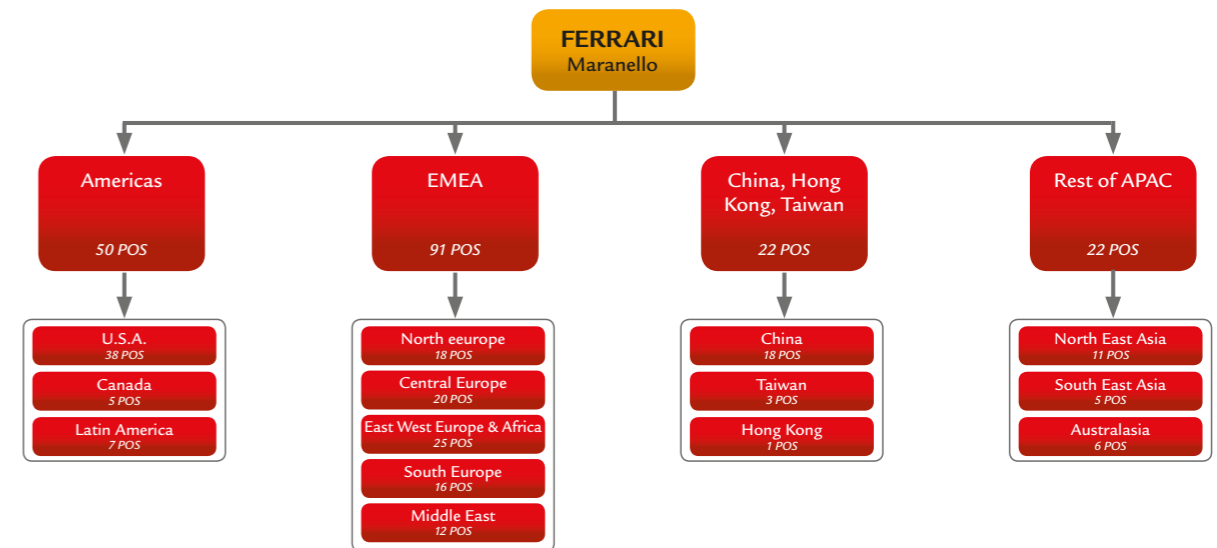 FERRARI
Maranello
Americas
50 POS
EMEA
91 POS
China, Hong
Kong, Taiwan
22 POS
Rest of APAC
22 POS
U.S.A.
38 POS
Canada
5 POS
Latin America
7 POS
North eeurope
18 POS
Central Europe
20 POS
East West Europe & Africa
25 POS
South Europe
16 POS
Middle East
12 POS
China
18 POS
Taiwan
3 POS
Hong Kong
1 POS
North East Asia
11 POS
South East Asia
5 POS
Australasia
6 POS